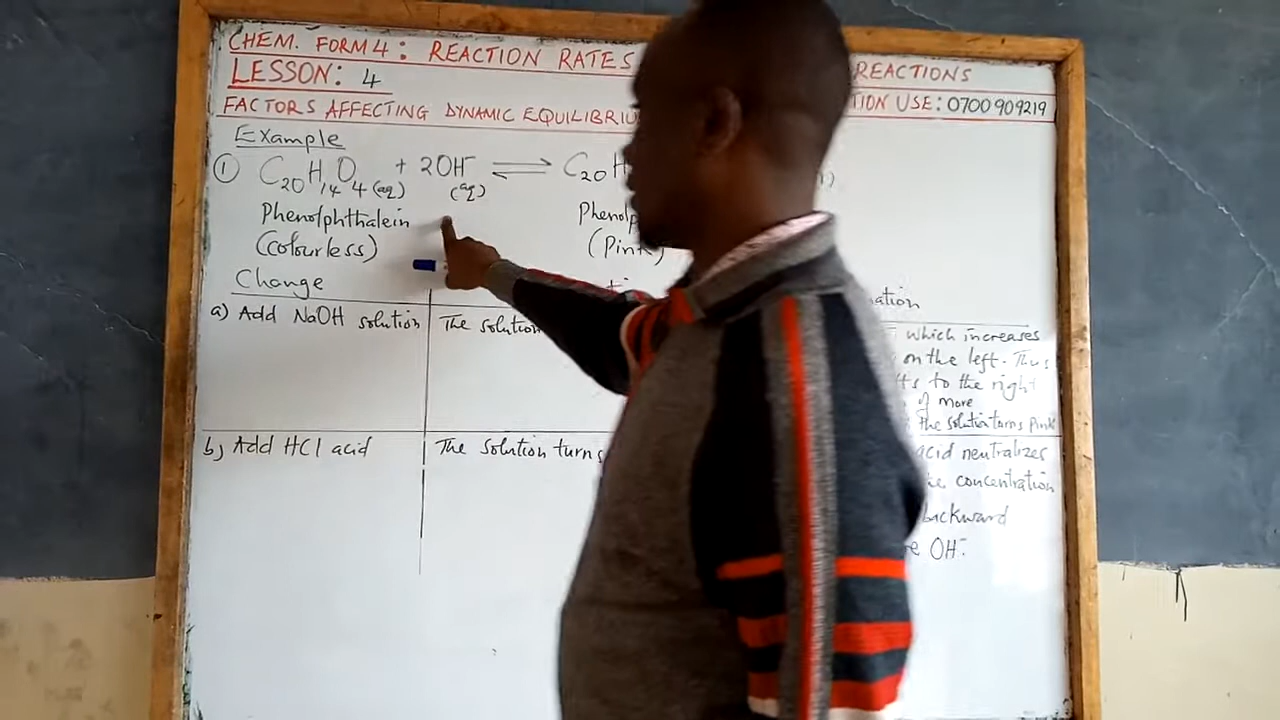 CHEM. FORM 4: REACTION RATES REACTIONS
LESSON: 4
FACTORS AFFECTING DYNAMIC EQUILIBRIU TION USE: 0700909219
Example
① C20H14O4(aq) + 2OH-(aq) ⇌ C20H
Phenolphthalein Phenolp
(colourless) (Pink)
Change ation
a) Add NaOH solution The solution which increases
on the left. Thus
ts to the right
of more
the solution turns Pink
b) Add HCl acid The solution turns acid neutralizes
the concentration
backward
OH-.